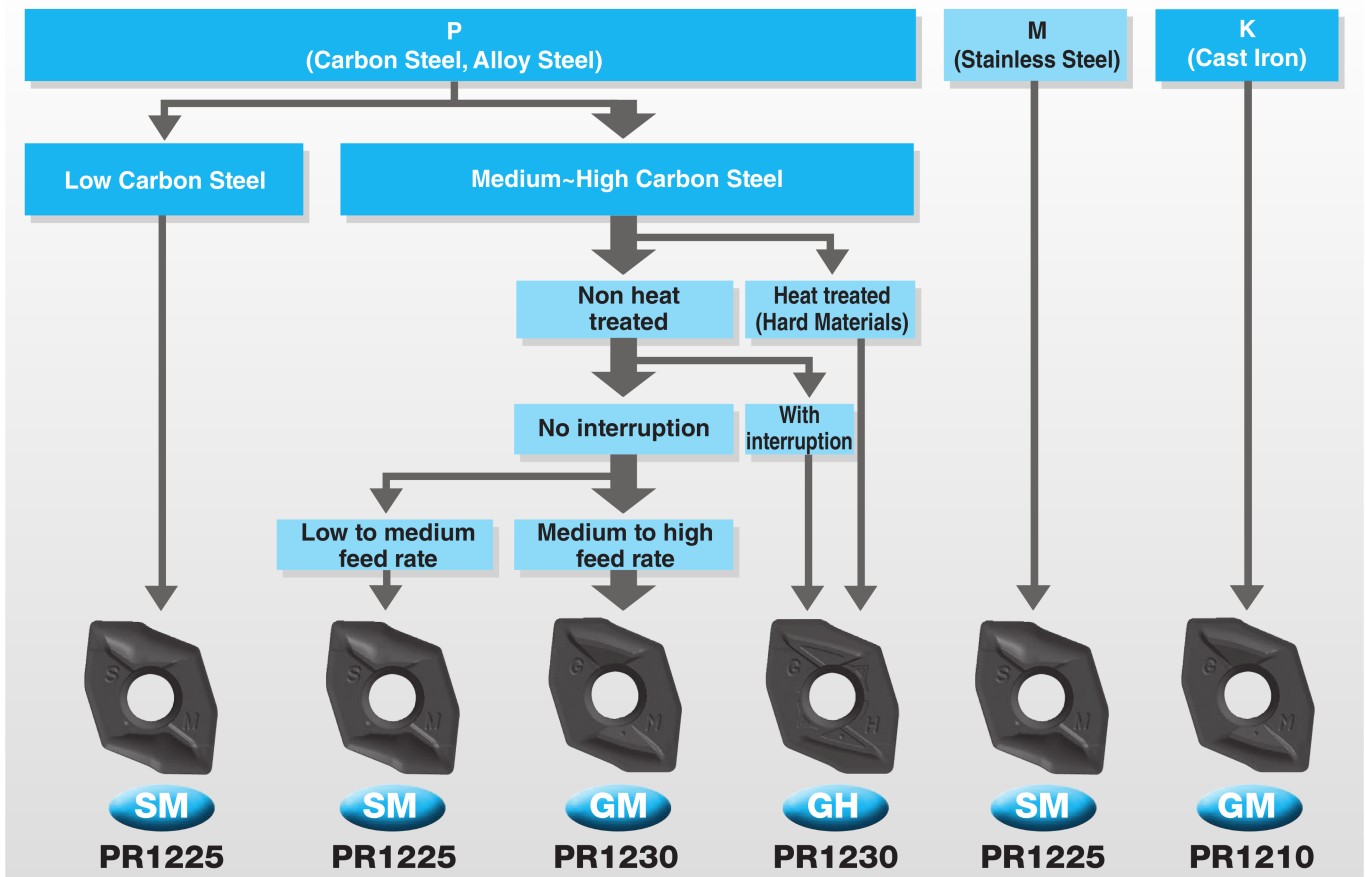 P
(Carbon Steel, Alloy Steel)
M
(Stainless Steel)
K
(Cast Iron)
Low Carbon Steel
Medium~High Carbon Steel
Non heat
treated
Heat treated
(Hard Materials)
No interruption
With
interruption
Low to medium
feed rate
Medium to high
feed rate
S
M
S
M
G
M
G
H
S
M
G
M
SM
SM
GM
GH
SM
GM
PR1225
PR1225
PR1230
PR1230
PR1225
PR1210